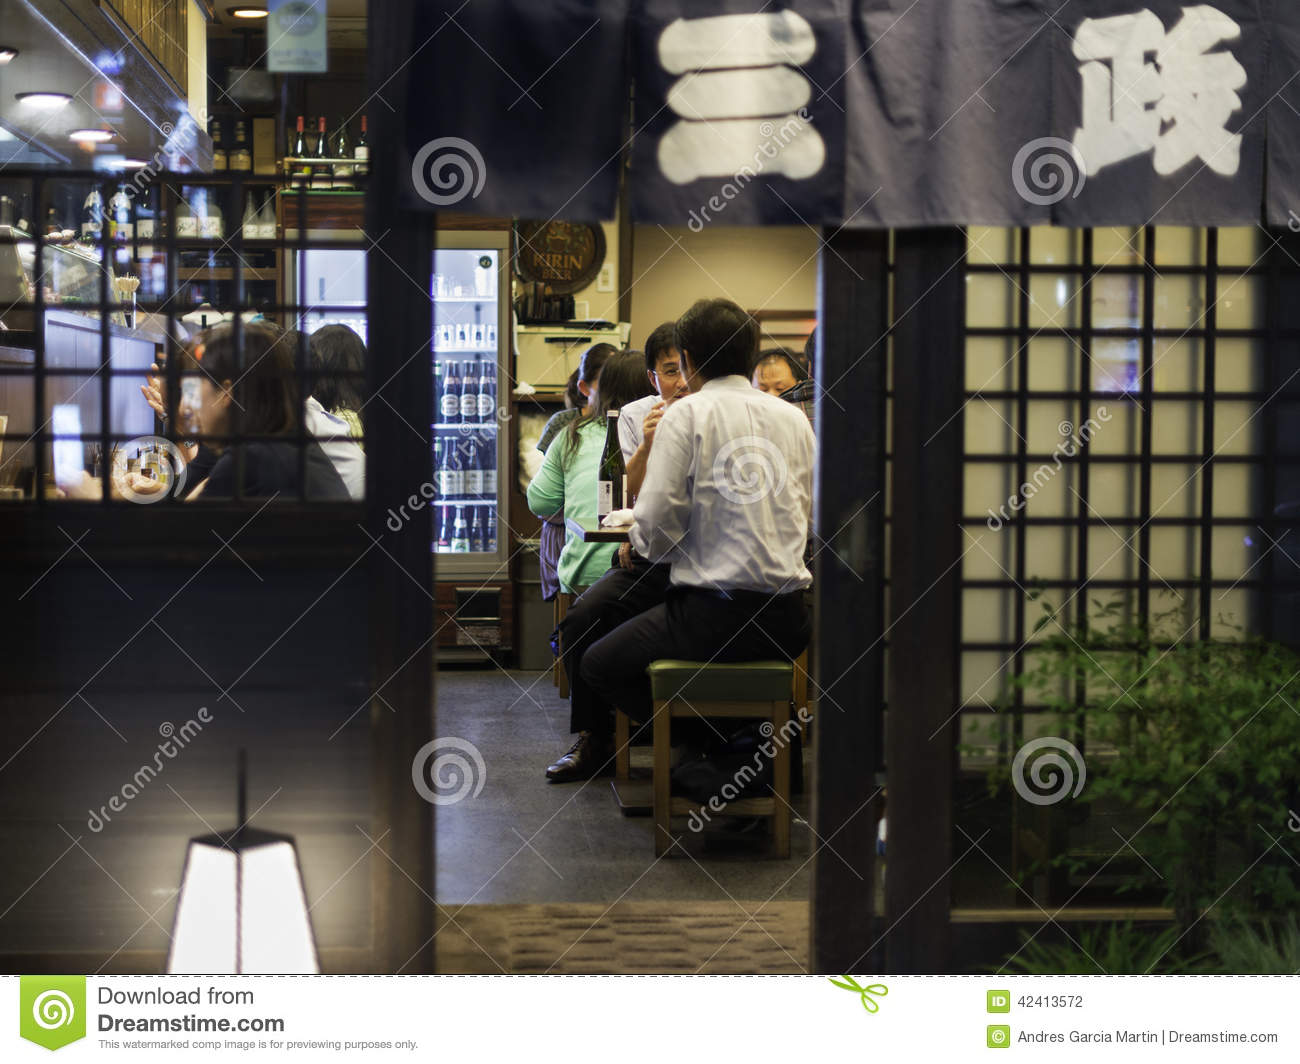 三 政
KIRIN
BEER
dreamstime
Download from
Dreamstime.com
This watermarked comp image is for previewing purposes only.
ID 42413572
© Andres Garcia Martin | Dreamstime.com